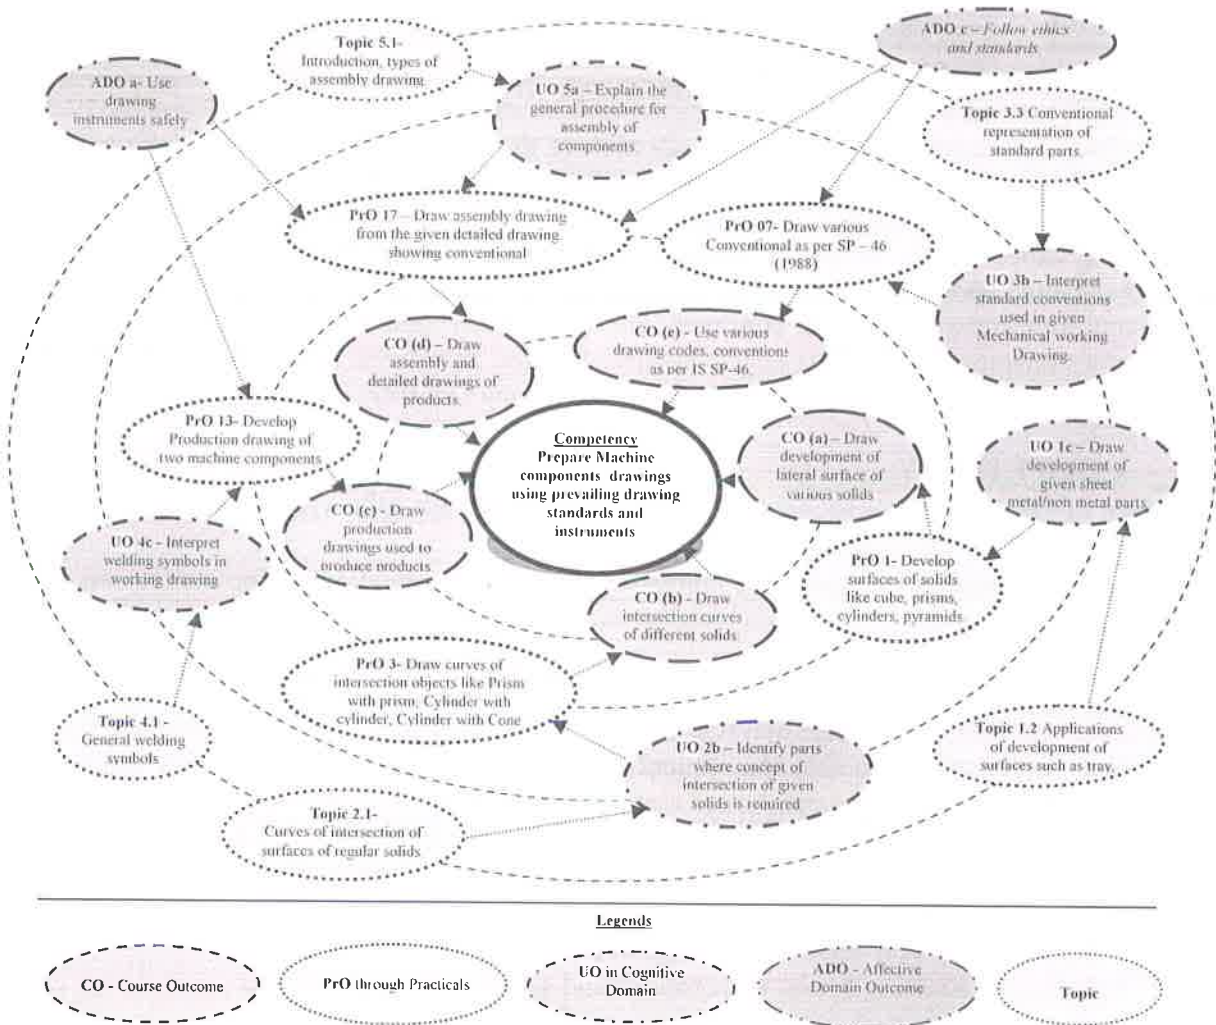 Topic 5.1-
Introduction, types of
assembly drawing
ADO c – Follow ethics
and standards
ADO a- Use
drawing
instruments safely
UO 5a – Explain the
general procedure for
assembly of
components
Topic 3.3 Conventional
representation of
standard parts.
PrO 17 – Draw assembly drawing
from the given detailed drawing
showing conventional
PrO 07- Draw various
Conventional as per SP – 46
(1988)
UO 3b – Interpret
standard conventions
used in given
Mechanical working
Drawing.
CO (d) – Draw
assembly and
detailed drawings of
products.
CO (e) - Use various
drawing codes, conventions
as per IS SP-46.
PrO 13- Develop
Production drawing of
two machine components
Competency
Prepare Machine
components drawings
using prevailing drawing
standards and
instruments
CO (a) – Draw
development of
lateral surface of
various solids
UO 1c – Draw
development of
given sheet
metal/non metal parts
CO (c) – Draw
production
drawings used to
produce products
UO 4c – Interpret
welding symbols in
working drawing
PrO 1- Develop
surfaces of solids
like cube, prisms,
cylinders, pyramids
CO (b) – Draw
intersection curves
of different solids
PrO 3- Draw curves of
intersection objects like Prism
with prism, Cylinder with
cylinder, Cylinder with Cone
Topic 4.1 -
General welding
symbols
UO 2b – Identify parts
where concept of
intersection of given
solids is required
Topic 1.2 Applications
of development of
surfaces such as tray.
Topic 2.1-
Curves of intersection of
surfaces of regular solids
Legends
CO - Course Outcome
PrO through Practicals
UO in Cognitive
Domain
ADO - Affective
Domain Outcome
Topic